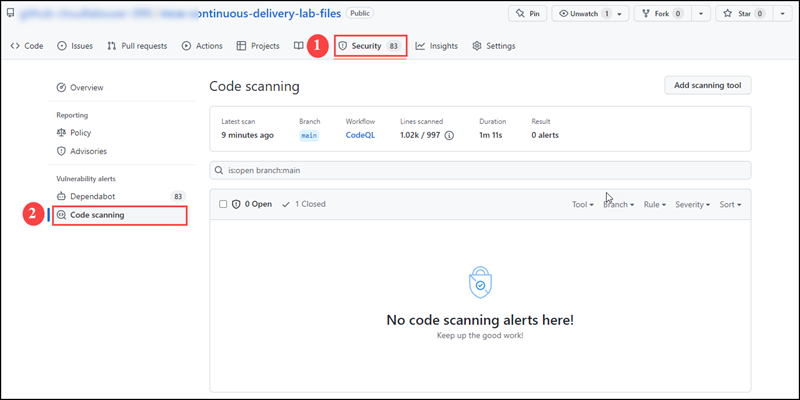 ontinuous-delivery-lab-files Public Pin Unwatch 1 Fork 0 Star 0
Code Issues Pull requests Actions Projects 1 Security 83 Insights Settings
Overview
Reporting
Policy
Advisories
Vulnerability alerts
Dependabot 83
2 Code scanning
Code scanning Add scanning tool
Latest scan Branch Workflow Lines scanned Duration Result
9 minutes ago main CodeQL 1.02k / 997 1m 11s 0 alerts
is:open branch:main
0 Open 1 Closed Tool Branch Rule Severity Sort
No code scanning alerts here!
Keep up the good work!